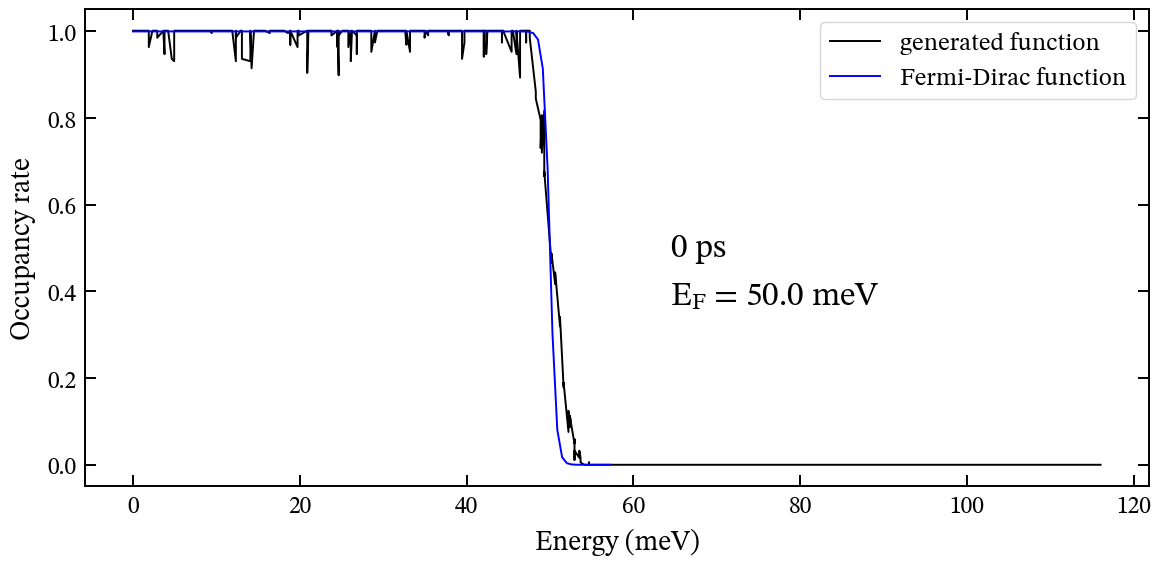 generated function
Fermi-Dirac function
1.0
0.8
0.6
0.4
0.2
0.0
Occupancy rate
0 ps
E_F = 50.0 meV
0
20
40
60
80
100
120
Energy (meV)